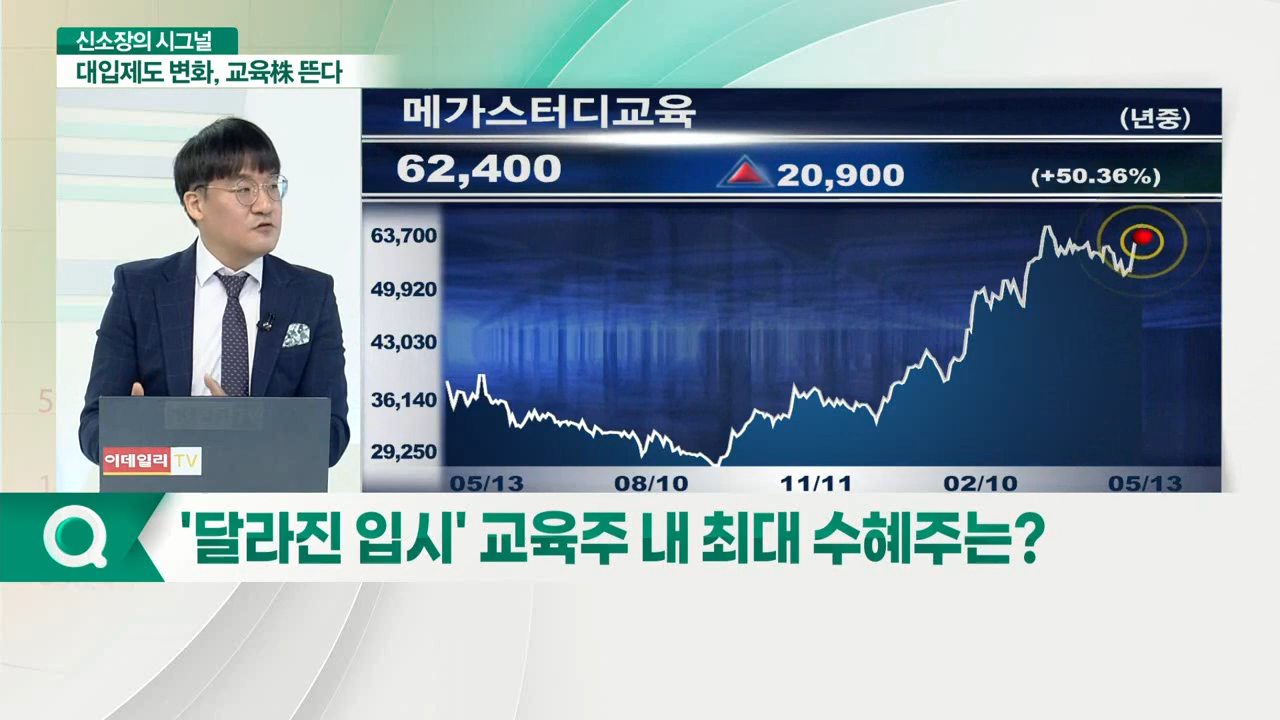 신소장의 시그널
대입제도 변화, 교육株 뜬다
메가스터디교육
(년중)
62,400
20,900
(+50.36%)
63,700
49,920
43,030
36,140
29,250
05/13
08/10
11/11
02/10
05/13
이데일리 TV
'달라진 입시' 교육주 내 최대 수혜주는?
5
1